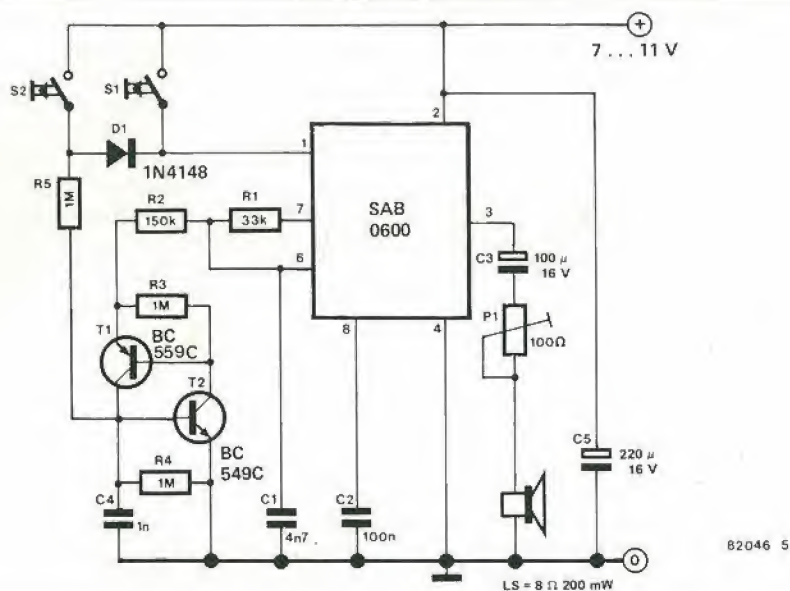 +
7 ... 11 V
S2
S1
D1
1N4148
2
1
R5
1M
R2
150k
R1
33k
7
SAB
0600
3
6
C3
100 µ
16 V
R3
1M
8
4
P1
100Ω
T1
BC
559C
T2
BC
549C
C5
220 µ
16 V
R4
1M
C4
1n
C1
4n7
C2
100n
0
82046 5
LS = 8 Ω 200 mW